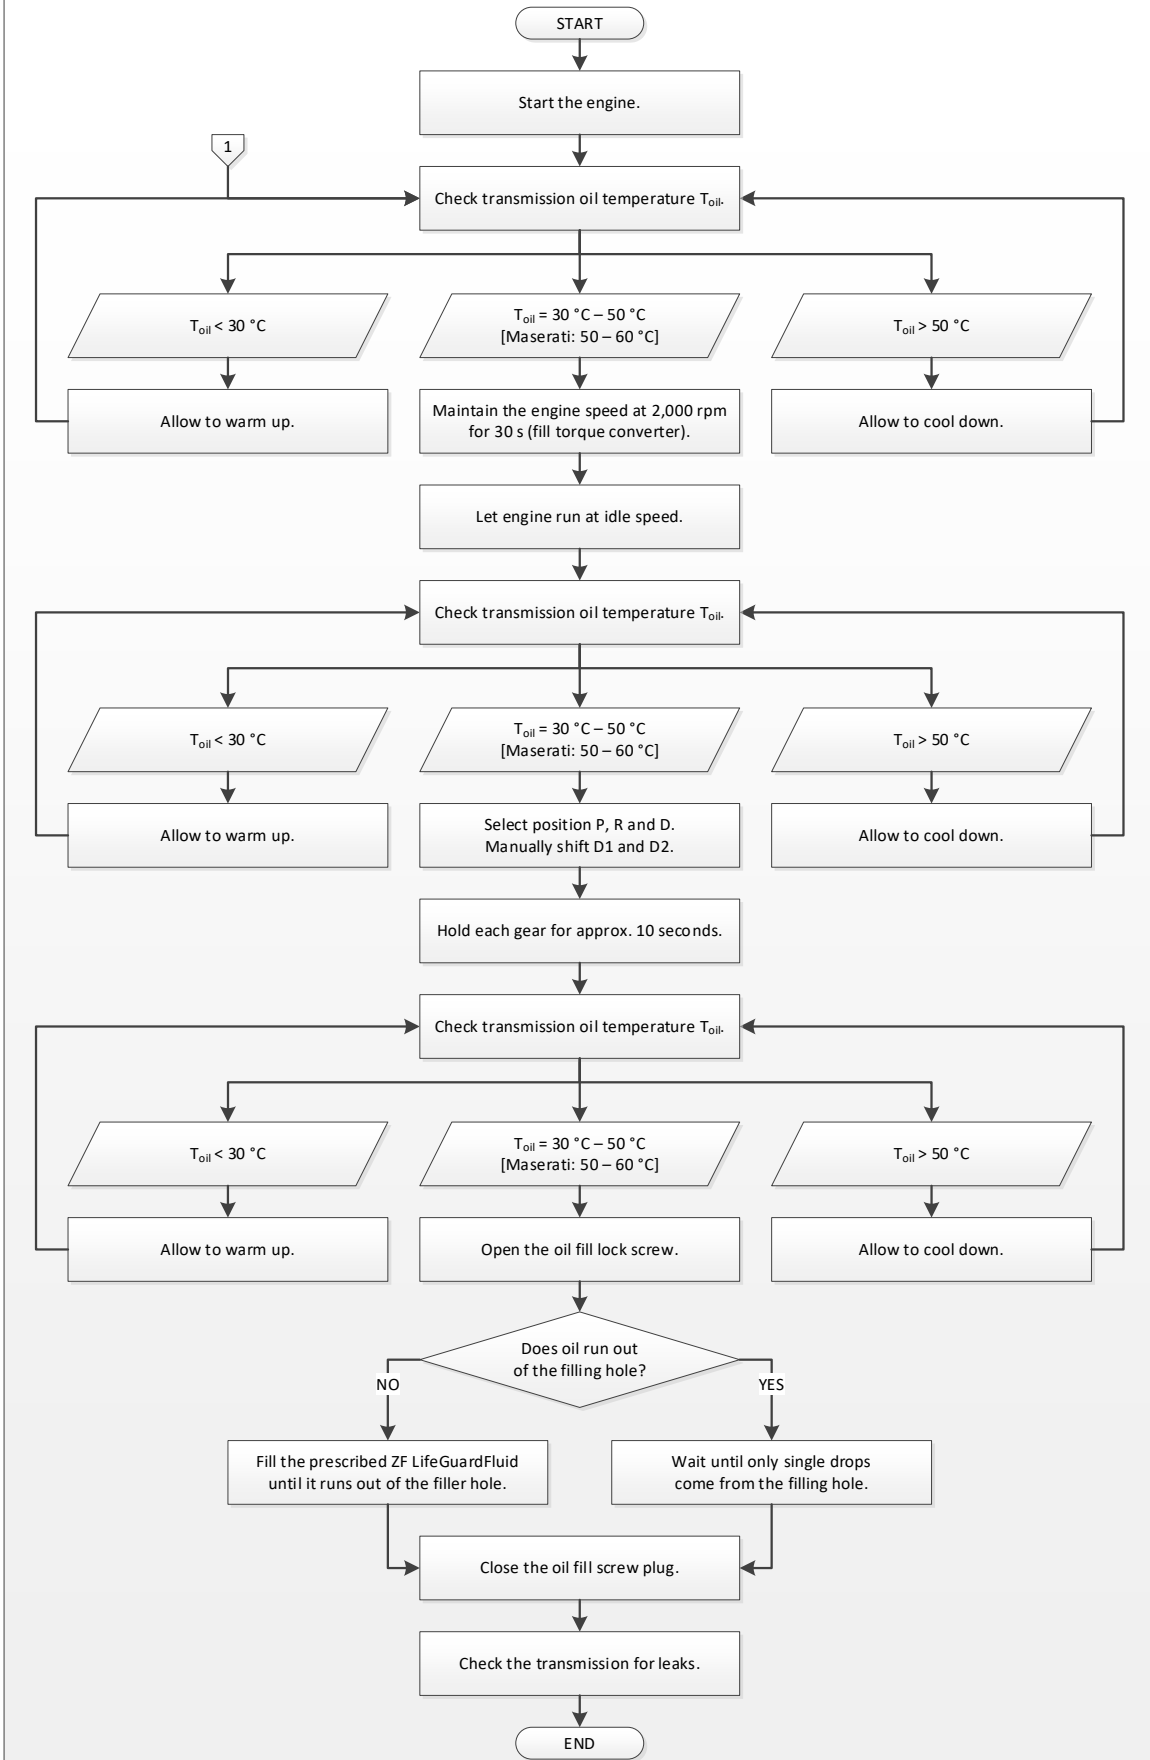 START
Start the engine.
1
Check transmission oil temperature Toil.
Toil < 30 °C
Toil = 30 °C – 50 °C
[Maserati: 50 – 60 °C]
Toil > 50 °C
Allow to warm up.
Maintain the engine speed at 2,000 rpm
for 30 s (fill torque converter).
Allow to cool down.
Let engine run at idle speed.
Check transmission oil temperature Toil.
Toil < 30 °C
Toil = 30 °C – 50 °C
[Maserati: 50 – 60 °C]
Toil > 50 °C
Allow to warm up.
Select position P, R and D.
Manually shift D1 and D2.
Allow to cool down.
Hold each gear for approx. 10 seconds.
Check transmission oil temperature Toil.
Toil < 30 °C
Toil = 30 °C – 50 °C
[Maserati: 50 – 60 °C]
Toil > 50 °C
Allow to warm up.
Open the oil fill lock screw.
Allow to cool down.
Does oil run out
of the filling hole?
NO
YES
Fill the prescribed ZF LifeGuardFluid
until it runs out of the filler hole.
Wait until only single drops
come from the filling hole.
Close the oil fill screw plug.
Check the transmission for leaks.
END